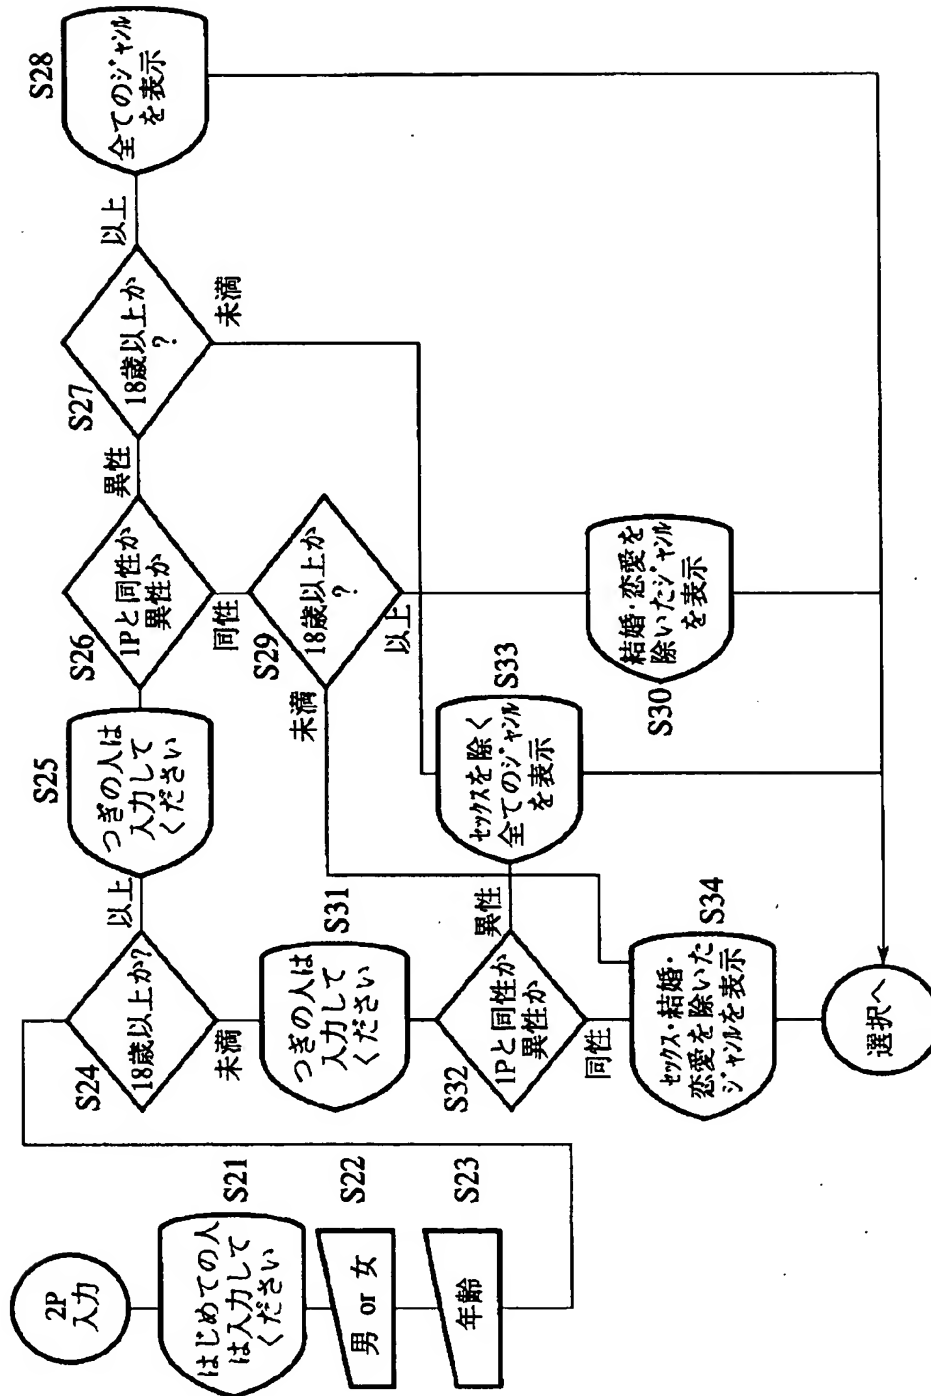 2P
入力
はじめての人
は入力して
ください
S21
男 or 女
S22
年齢
S23
S24
18歳以上か?
以上
未満
S25
つぎの人は
入力して
ください
S26
1Pと同性か
異性か
異性
同性
S27
18歳以上か
?
以上
未満
S28
全てのジャンル
を表示
S29
18歳以上か
?
未満
以上
S30
結婚・恋愛を
除いたジャンル
を表示
S31
つぎの人は
入力して
ください
S32
1Pと同性か
異性か
異性
同性
S33
セックスを除く
全てのジャンル
を表示
S34
セックス・結婚・
恋愛を除いた
ジャンルを表示
選択へ